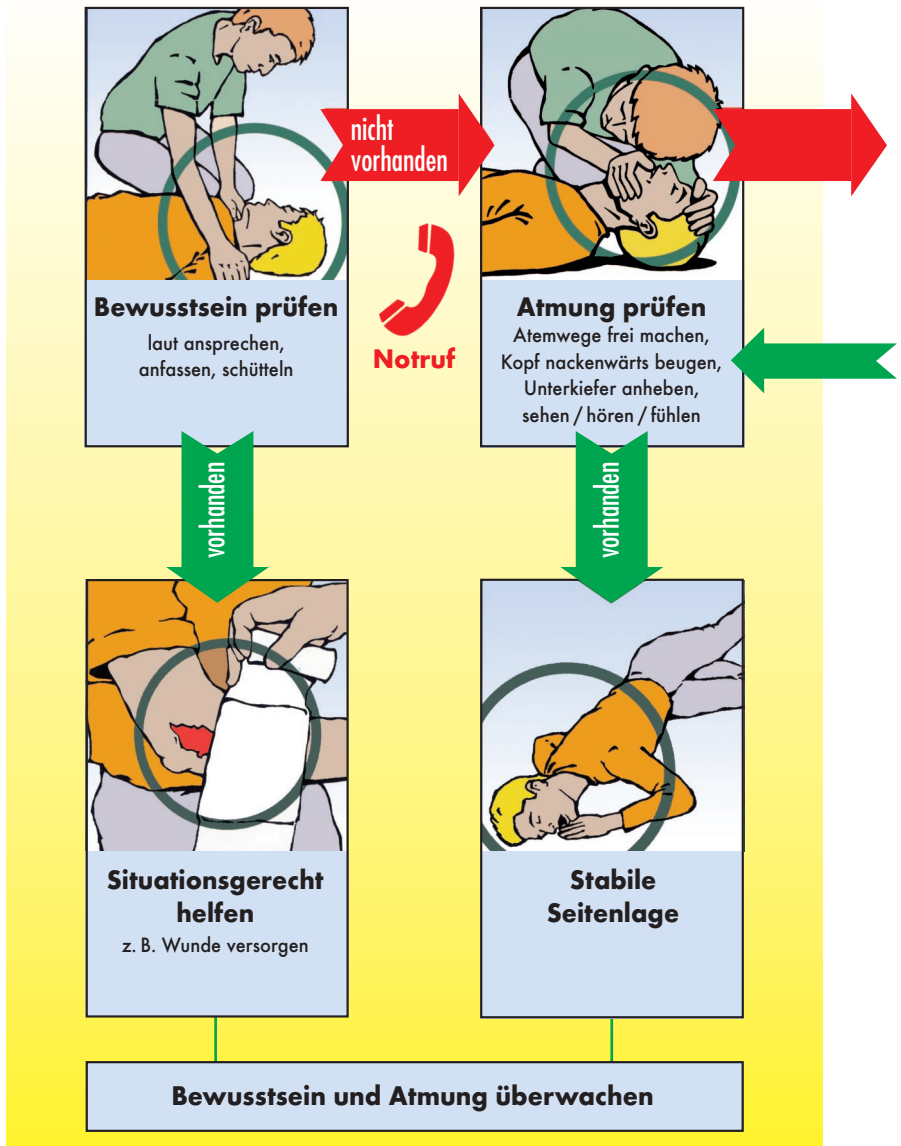 nicht
vorhanden
Bewusstsein prüfen
laut ansprechen,
anfassen, schütteln
Notruf
Atmung prüfen
Atemwege frei machen,
Kopf nackenwärts beugen,
Unterkiefer anheben,
sehen / hören / fühlen
vorhanden
vorhanden
Situationsgerecht
helfen
z. B. Wunde versorgen
Stabile
Seitenlage
Bewusstsein und Atmung überwachen